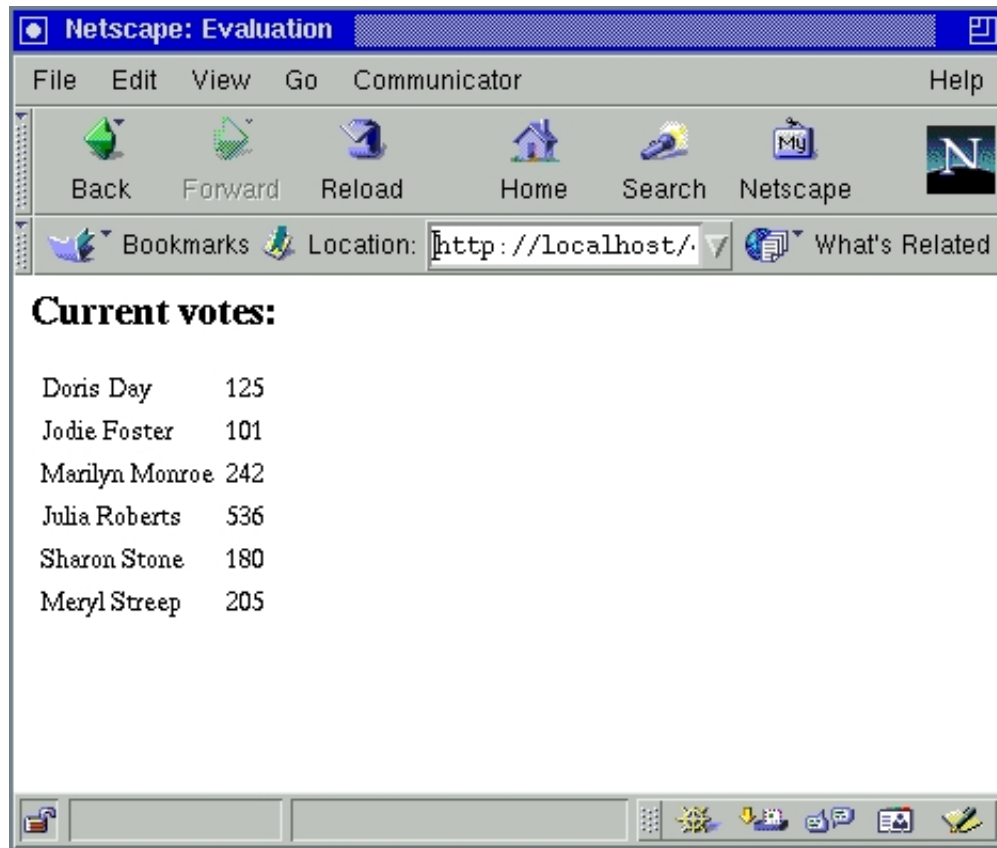 Netscape: Evaluation
File Edit View Go Communicator Help
My N
Back Forward Reload Home Search Netscape
Bookmarks Location: http://localhost/ What's Related
Current votes:
Doris Day 125
Jodie Foster 101
Marilyn Monroe 242
Julia Roberts 536
Sharon Stone 180
Meryl Streep 205